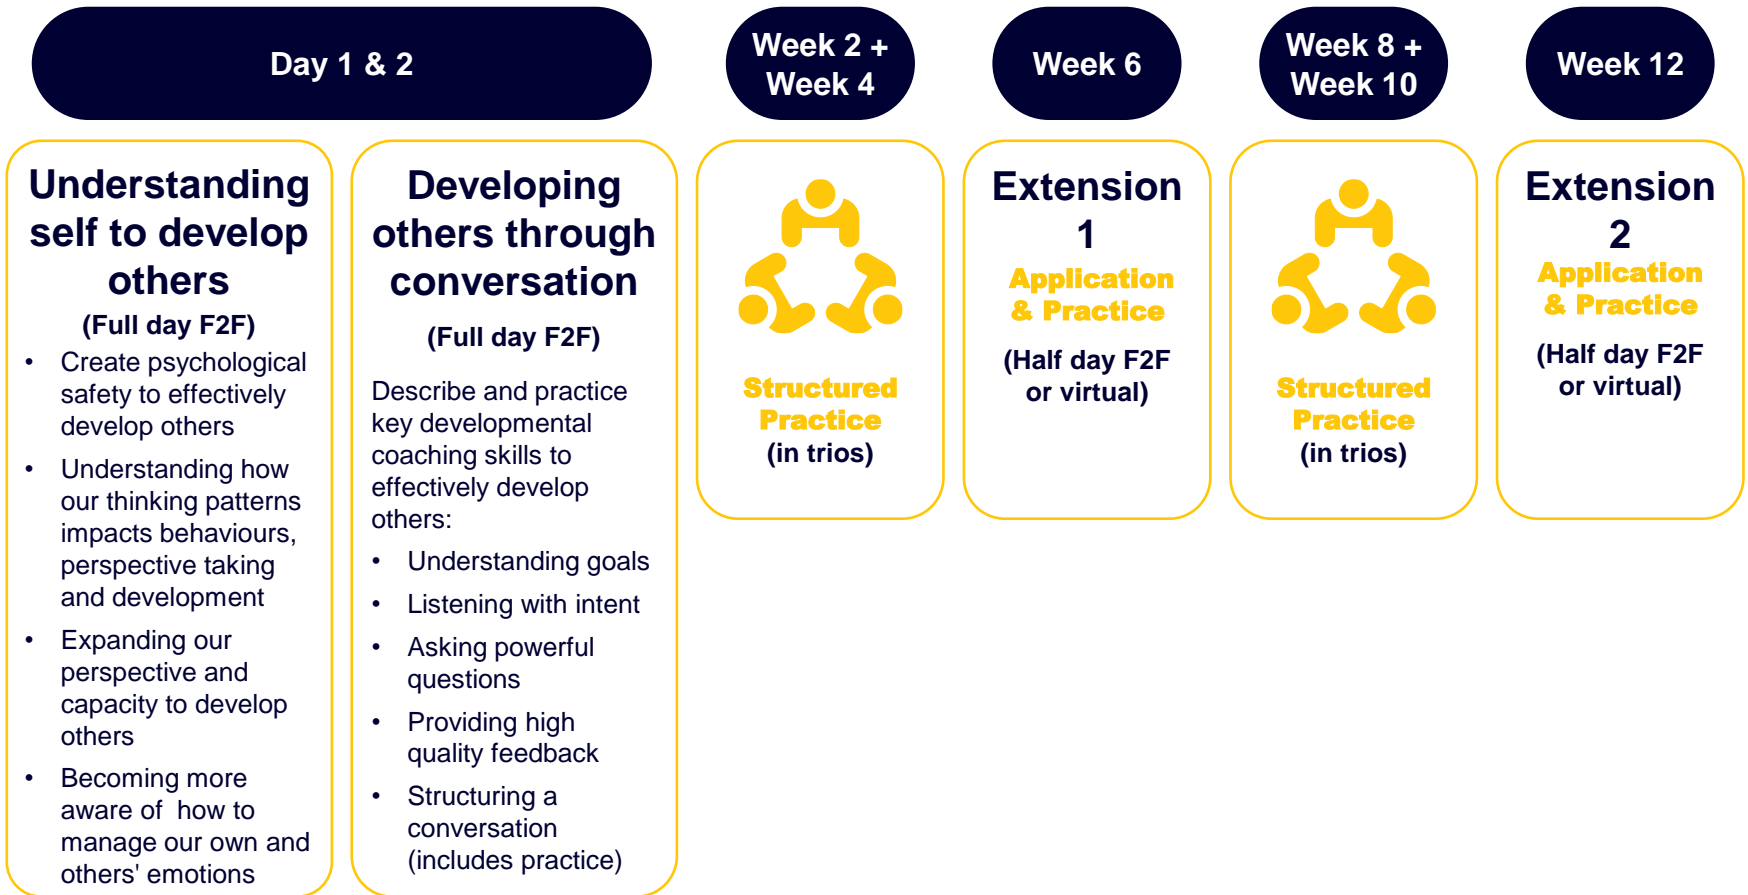 Day 1 & 2
Week 2 +
Week 4
Week 6
Week 8 +
Week 10
Week 12
Understanding
self to develop
others
(Full day F2F)
• Create psychological
safety to effectively
develop others
• Understanding how
our thinking patterns
impacts behaviours,
perspective taking
and development
• Expanding our
perspective and
capacity to develop
others
• Becoming more
aware of  how to
manage our own and
others' emotions
Developing
others through
conversation
(Full day F2F)
Describe and practice
key developmental
coaching skills to
effectively develop
others:
• Understanding goals
• Listening with intent
• Asking powerful
questions
• Providing high
quality feedback
• Structuring a
conversation
(includes practice)
Structured
Practice
(in trios)
Extension
1
Application
& Practice
(Half day F2F
or virtual)
Structured
Practice
(in trios)
Extension
2
Application
& Practice
(Half day F2F
or virtual)